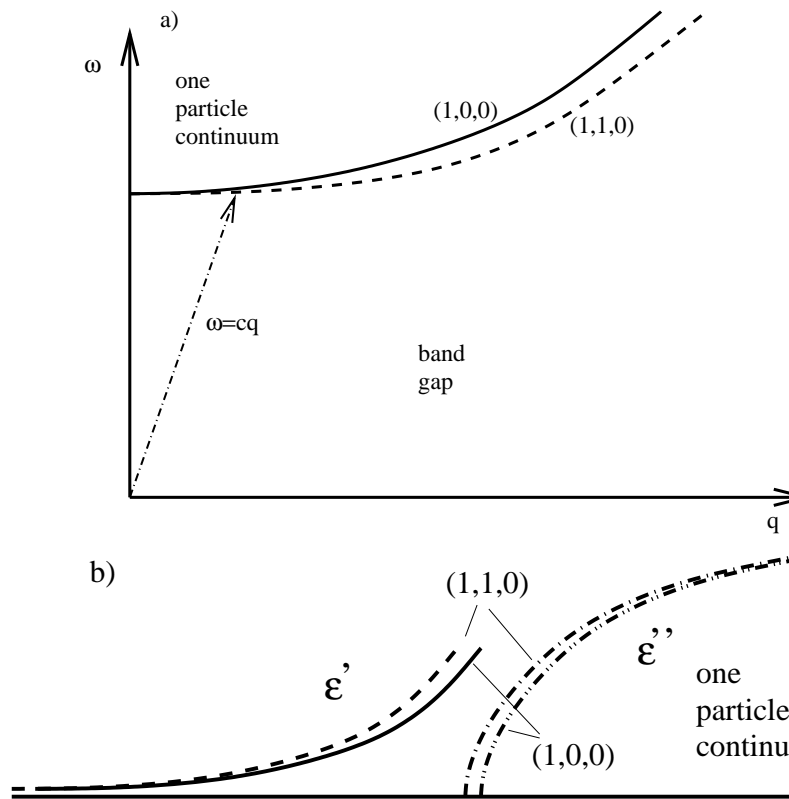 a)
ω
one
particle
continuum
(1,0,0)
(1,1,0)
ω=cq
band
gap
q
b)
(1,1,0)
ε'
ε''
one
particle
continu
(1,0,0)